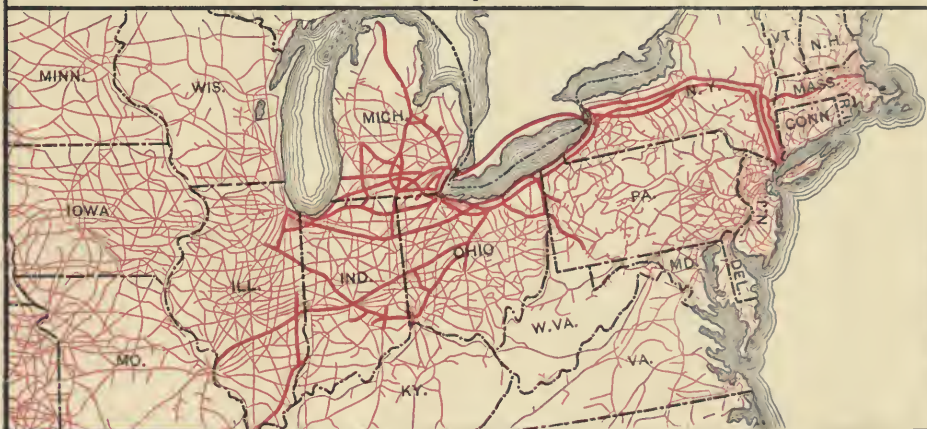 MINN.
WIS.
MICH.
N.Y.
VT.
N.H.
MASS.
CONN.
R.I.
IOWA
PA.
N.J.
ILL.
IND.
OHIO
MD.
DEL.
W.VA.
MO.
KY.
VA.